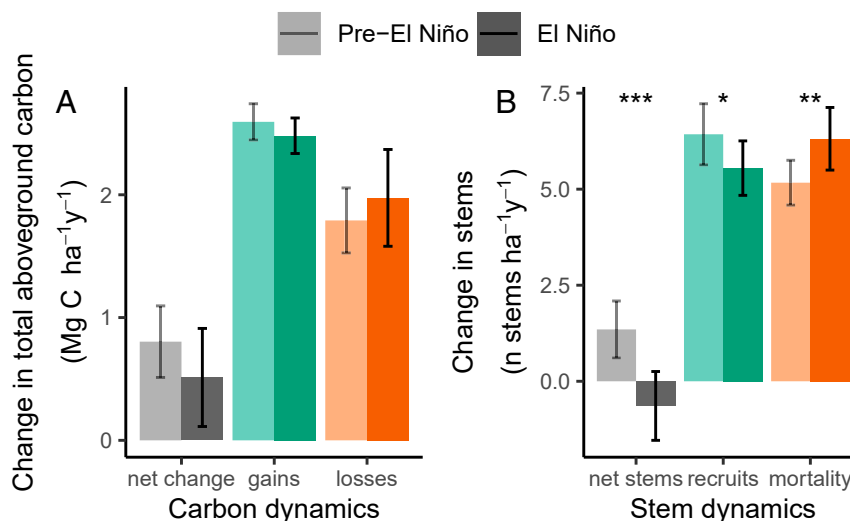 Pre−El Niño
El Niño
A
Change in total aboveground carbon
(Mg C ha⁻¹y⁻¹)
2
1
0
net change
gains
losses
Carbon dynamics
B
Change in stems
(n stems ha⁻¹y⁻¹)
7.5
5.0
2.5
0.0
***
*
**
net stems
recruits
mortality
Stem dynamics